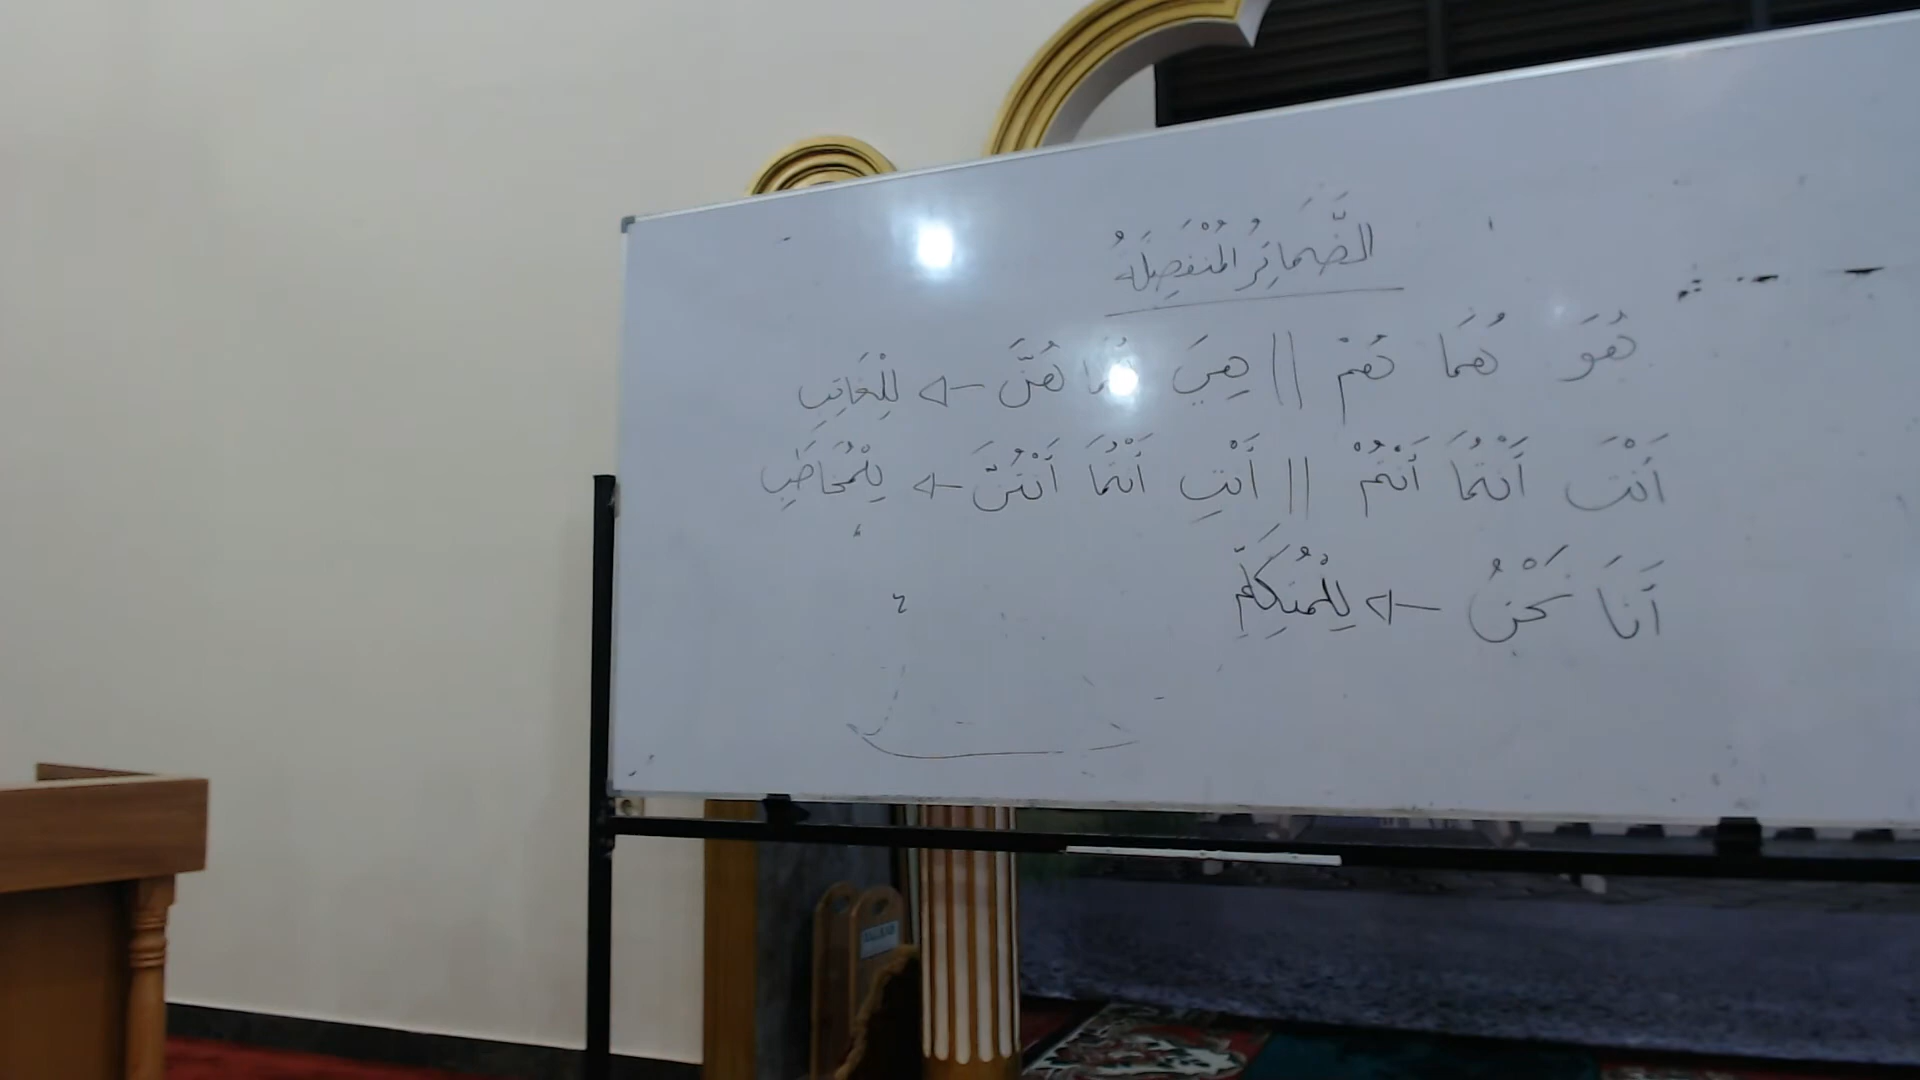 الضَّمَائِرُ المُنْفَصِلَةُ
هُوَ هُمَا هُمْ || هِيَ هُمَا هُنَّ ← لِلْغَائِبِ
أَنْتَ أَنْتُمَا أَنْتُمْ || أَنْتِ أَنْتُمَا أَنْتُنَّ ← لِلْمُخَاطَبِ
أَنَا نَحْنُ ← لِلْمُتَكَلِّمِ